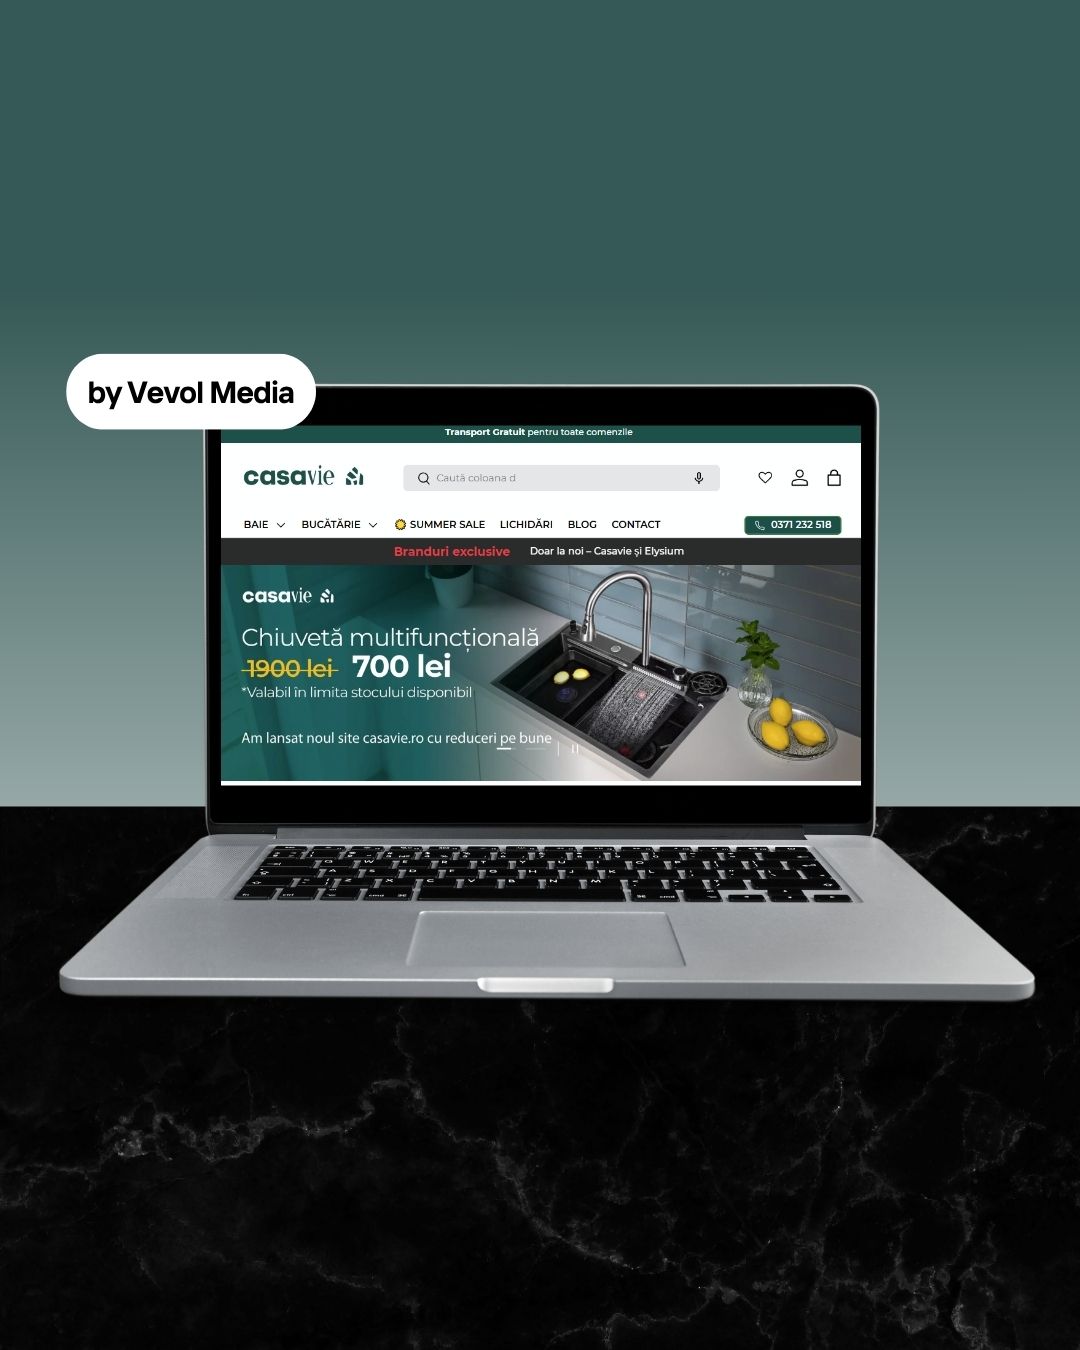 by Vevol Media
Transport Gratuit pentru toate comenzile
casavie
Caută coloana d
BAIE BUCĂTĂRIE SUMMER SALE LICHIDĂRI BLOG CONTACT 0371 232 518
Branduri exclusive Doar la noi – Casavie și Elysium
casavie
Chiuvetă multifuncțională
1900 lei 700 lei
*Valabil în limita stocului disponibil
Am lansat noul site casavie.ro cu reduceri pe bune